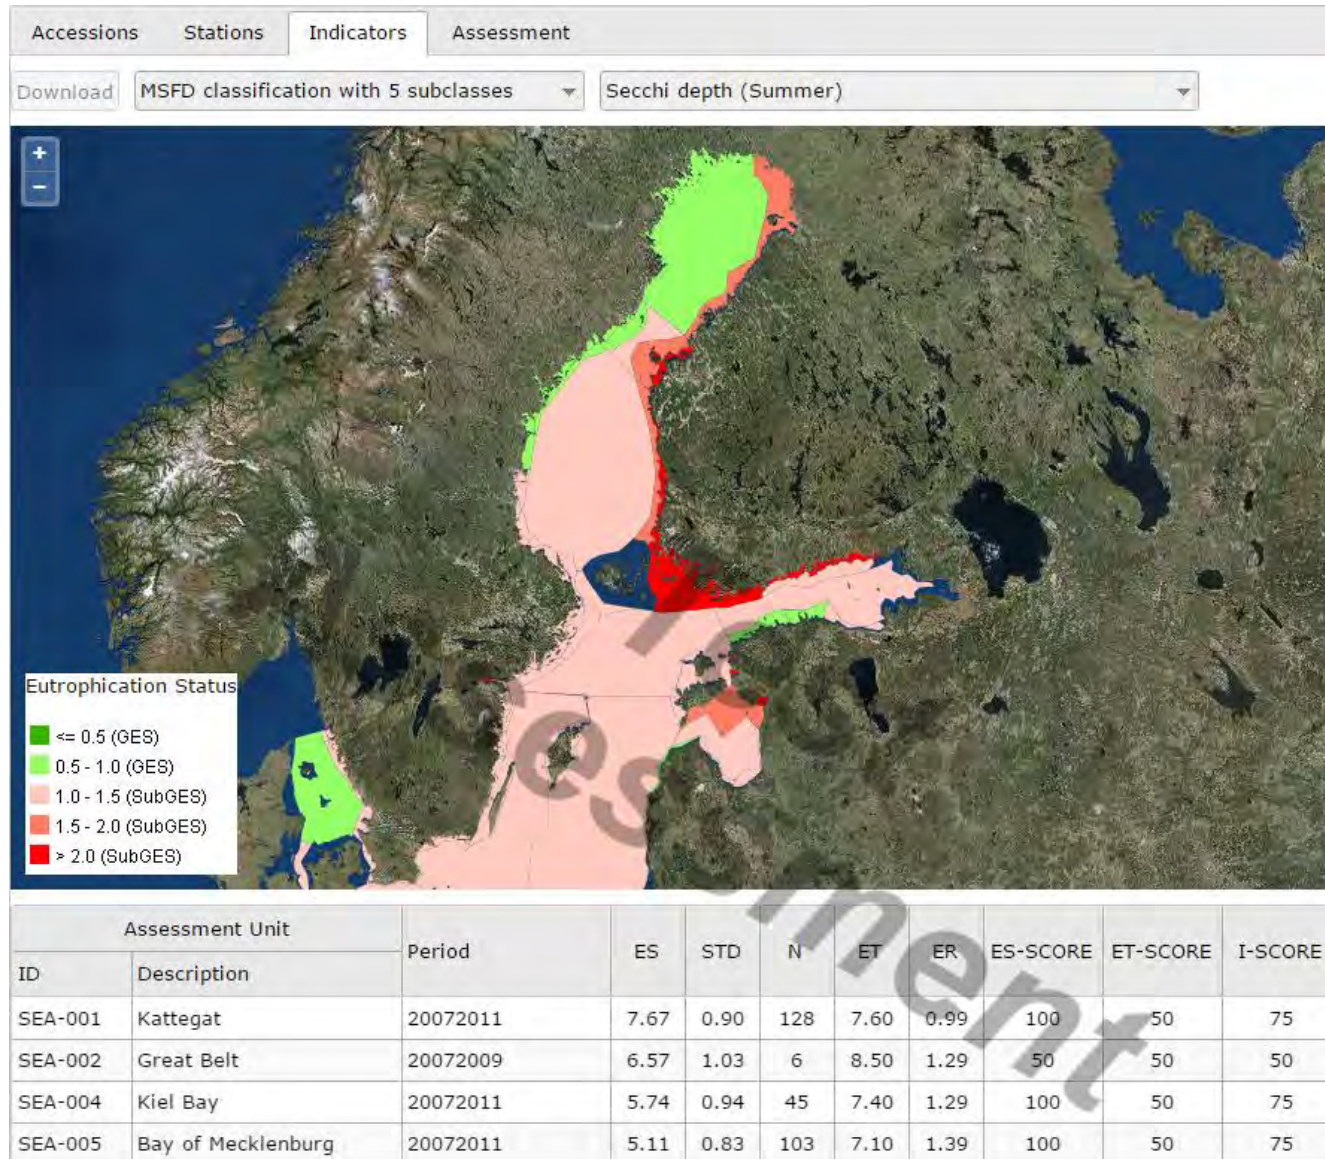 Accessions Stations Indicators Assessment
Download MSFD classification with 5 subclasses Secchi depth (Summer)
+
−
Eutrophication Status
<= 0.5 (GES)
0.5 - 1.0 (GES)
1.0 - 1.5 (SubGES)
1.5 - 2.0 (SubGES)
> 2.0 (SubGES)
Assessment Unit Period ES STD N ET ER ES-SCORE ET-SCORE I-SCORE
ID Description
SEA-001 Kattegat 20072011 7.67 0.90 128 7.60 0.99 100 50 75
SEA-002 Great Belt 20072009 6.57 1.03 6 8.50 1.29 50 50 50
SEA-004 Kiel Bay 20072011 5.74 0.94 45 7.40 1.29 100 50 75
SEA-005 Bay of Mecklenburg 20072011 5.11 0.83 103 7.10 1.39 100 50 75